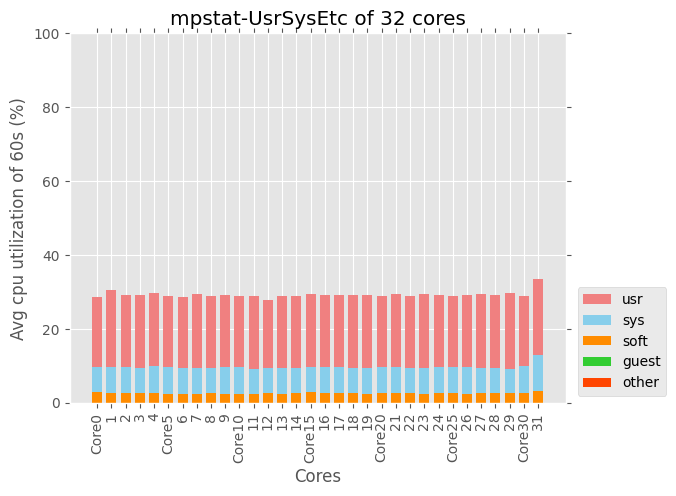 mpstat-UsrSysEtc of 32 cores
Avg cpu utilization of 60s (%)
100
80
60
40
20
0
Core0
1
2
3
4
Core5
6
7
8
9
Core10
11
12
13
14
Core15
16
17
18
19
Core20
21
22
23
24
Core25
26
27
28
29
Core30
31
Cores
usr
sys
soft
guest
other